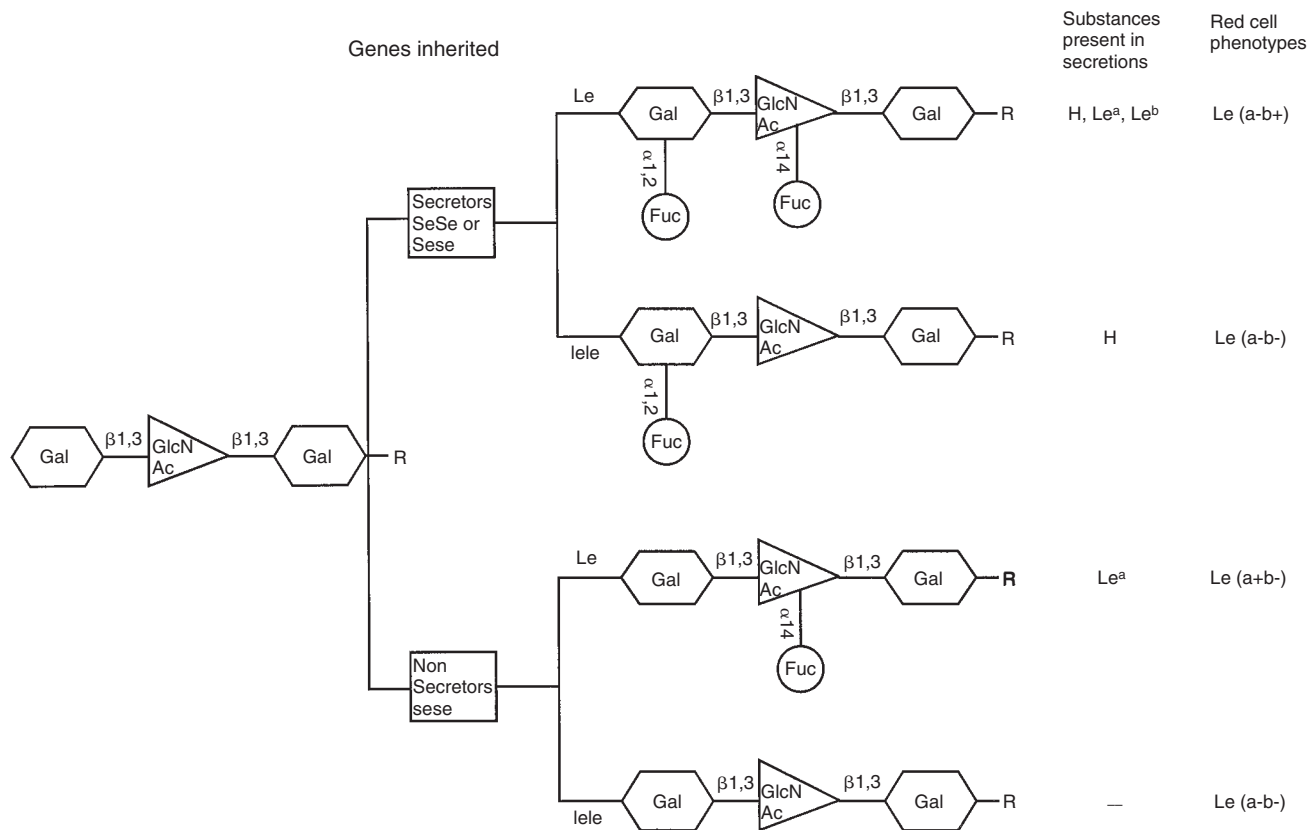 Genes inherited
Substances
present in
secretions
Red cell
phenotypes
Le
Gal
β1,3
GlcN
Ac
β1,3
Gal
R
α1,2
Fuc
α14
Fuc
H, Leᵃ, Leᵇ
Le (a-b+)
Secretors
SeSe or
Sese
lele
Gal
β1,3
GlcN
Ac
β1,3
Gal
R
α1,2
Fuc
H
Le (a-b-)
Gal
β1,3
GlcN
Ac
β1,3
Gal
R
Le
Gal
β1,3
GlcN
Ac
β1,3
Gal
R
α14
Fuc
Leᵃ
Le (a+b-)
Non
Secretors
sese
lele
Gal
β1,3
GlcN
Ac
β1,3
Gal
R
—
Le (a-b-)